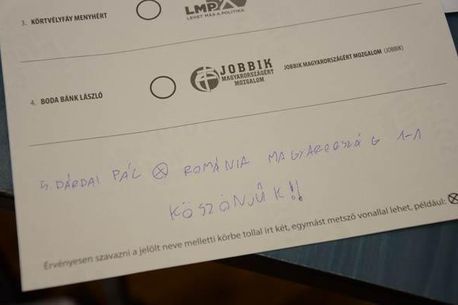 3. KÖRTVÉLYFÁY MENYHÉRT
LMP
LEHET MÁS A POLITIKA
4. BODA BÁNK LÁSZLÓ
JOBBIK
MAGYARORSZÁGÉRT
MOZGALOM
JOBBIK MAGYARORSZÁGÉRT MOZGALOM (JOBBIK)
5. DÁRDAI PÁL ⊗ ROMÁNIA MAGYARORSZÁG 1-1
KÖSZÖNJÜK!!
Érvényesen szavazni a jelölt neve melletti körbe tollal írt két, egymást metsző vonallal lehet, például: ⊗